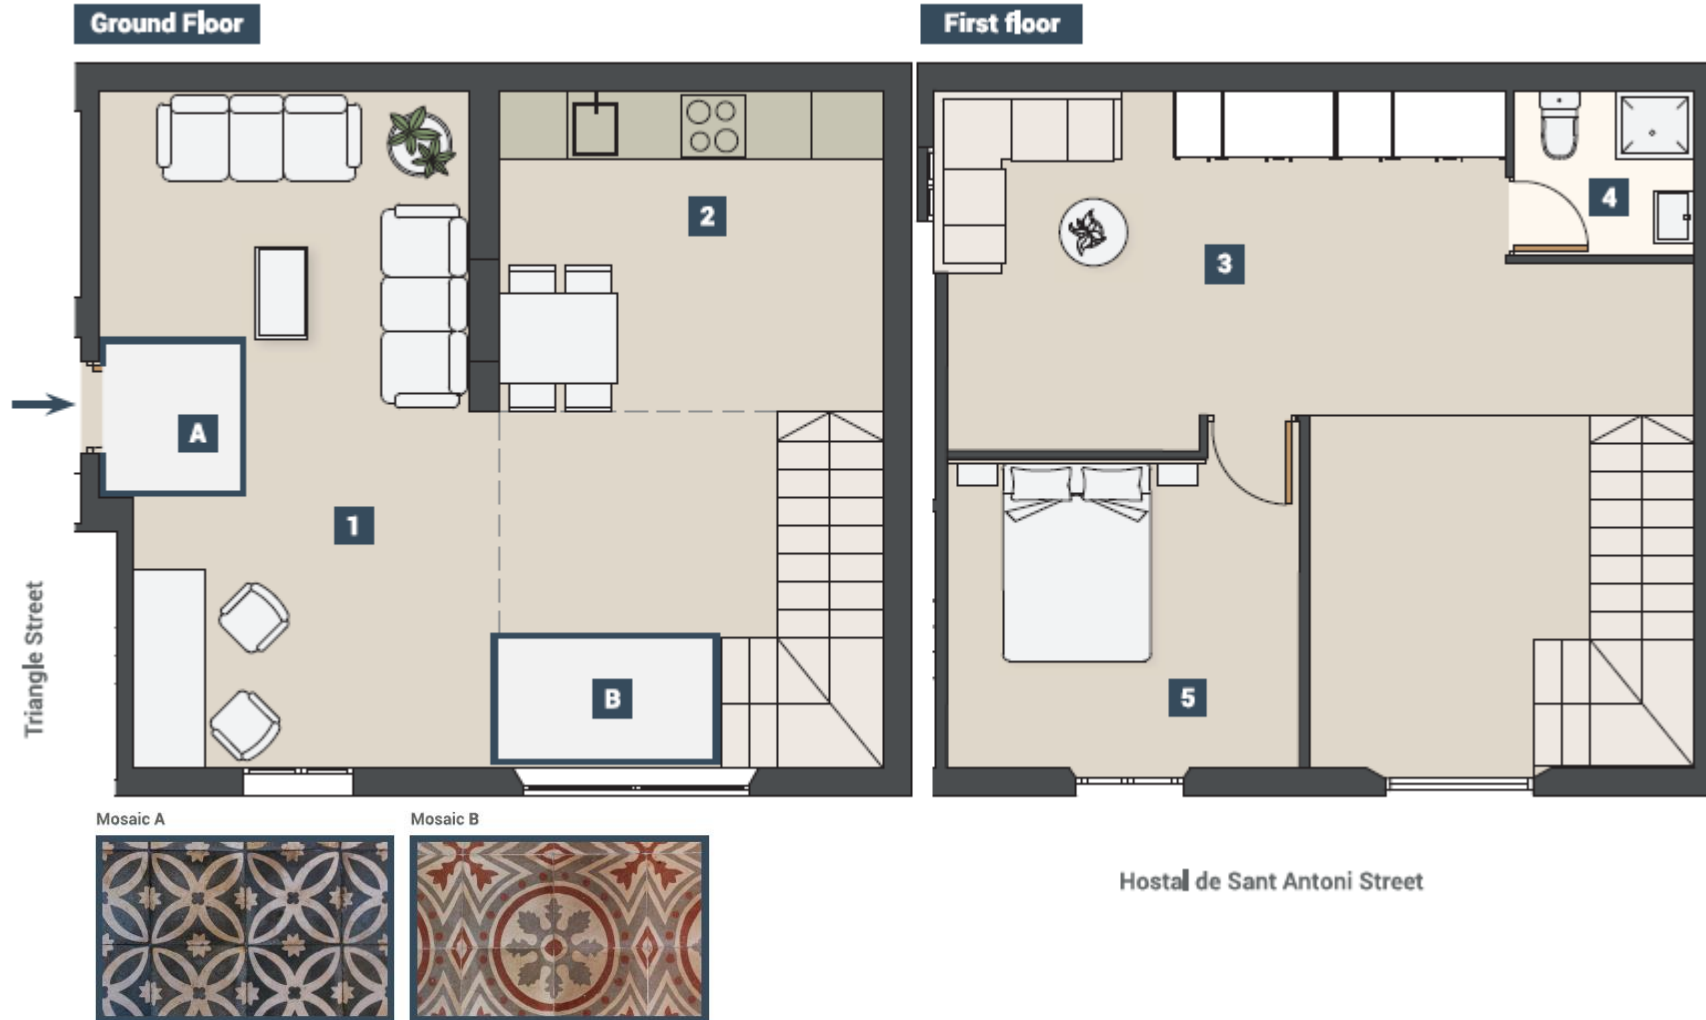 Ground Floor
First floor
2
4
3
A
1
5
B
Triangle Street
Mosaic A
Mosaic B
Hostal de Sant Antoni Street